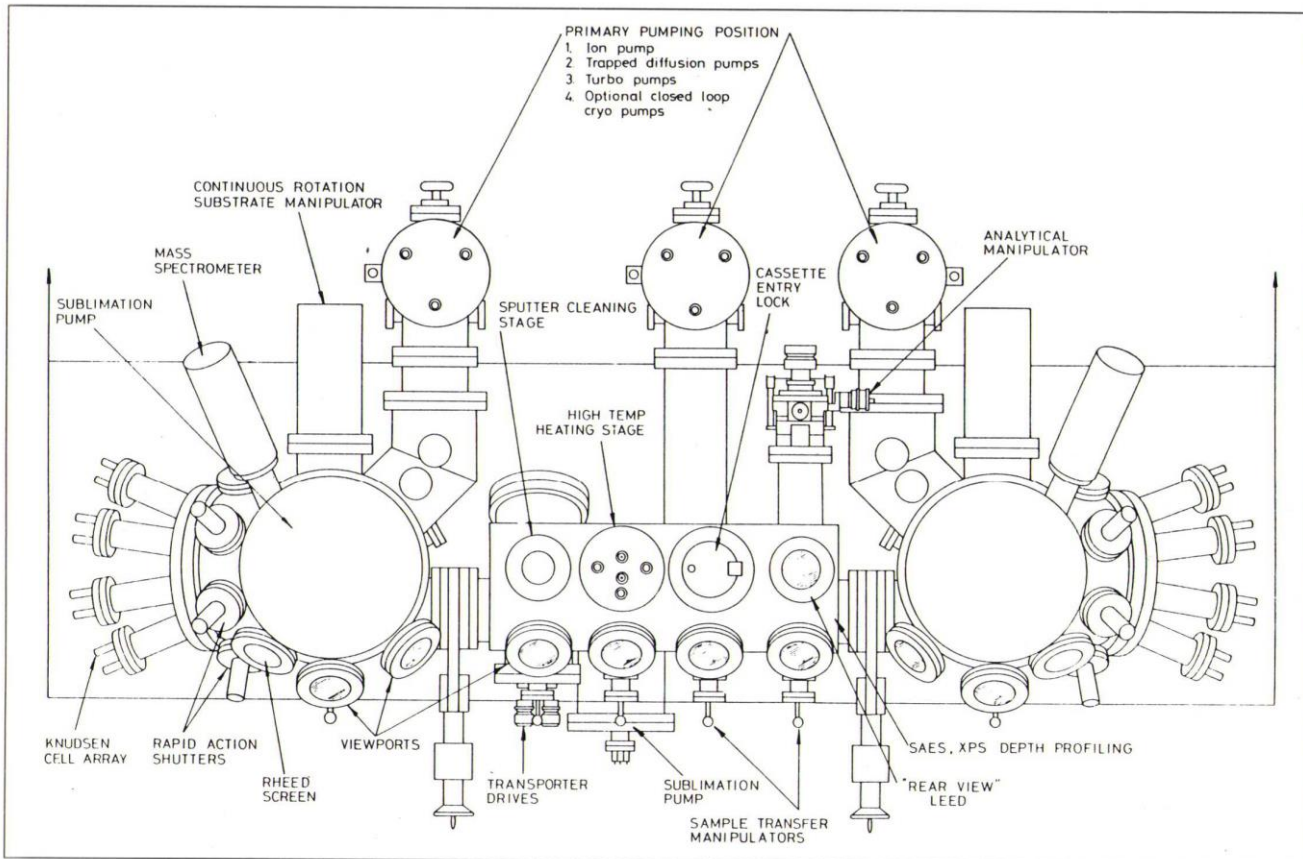 PRIMARY PUMPING POSITION
1. Ion pump
2. Trapped diffusion pumps
3. Turbo pumps
4. Optional closed loop
cryo pumps
CONTINUOUS ROTATION
SUBSTRATE MANIPULATOR
MASS
SPECTROMETER
SUBLIMATION
PUMP
SPUTTER CLEANING
STAGE
CASSETTE
ENTRY
LOCK
ANALYTICAL
MANIPULATOR
HIGH TEMP
HEATING STAGE
KNUDSEN
CELL ARRAY
RAPID ACTION
SHUTTERS
RHEED
SCREEN
VIEWPORTS
TRANSPORTER
DRIVES
SUBLIMATION
PUMP
SAMPLE TRANSFER
MANIPULATORS
"REAR VIEW"
LEED
SAES, XPS DEPTH PROFILING